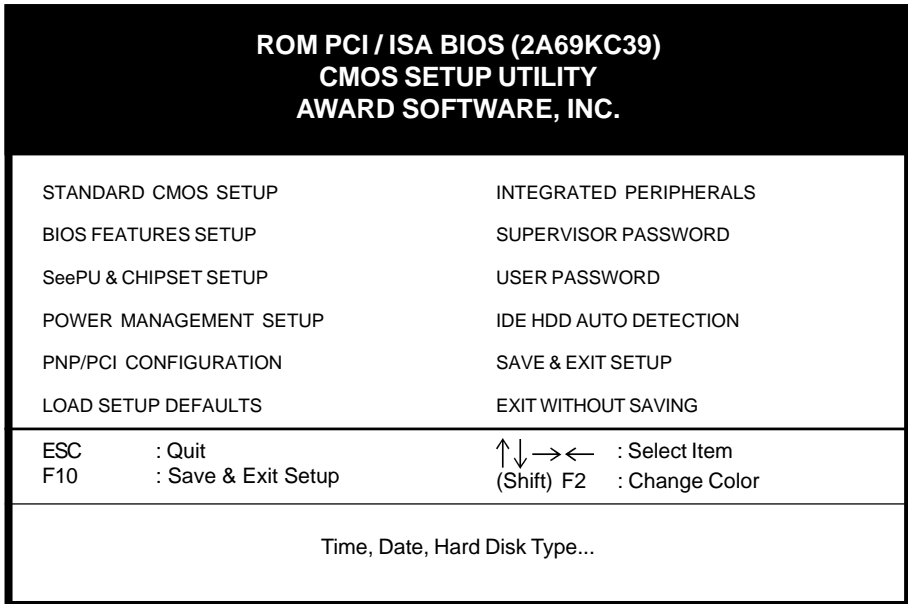 ROM PCI / ISA BIOS (2A69KC39)
CMOS SETUP UTILITY
AWARD SOFTWARE, INC.
STANDARD CMOS SETUP
BIOS FEATURES SETUP
SeePU & CHIPSET SETUP
POWER MANAGEMENT SETUP
PNP/PCI CONFIGURATION
LOAD SETUP DEFAULTS
INTEGRATED PERIPHERALS
SUPERVISOR PASSWORD
USER PASSWORD
IDE HDD AUTO DETECTION
SAVE & EXIT SETUP
EXIT WITHOUT SAVING
ESC : Quit
F10 : Save & Exit Setup
↑↓→← : Select Item
(Shift) F2 : Change Color
Time, Date, Hard Disk Type...